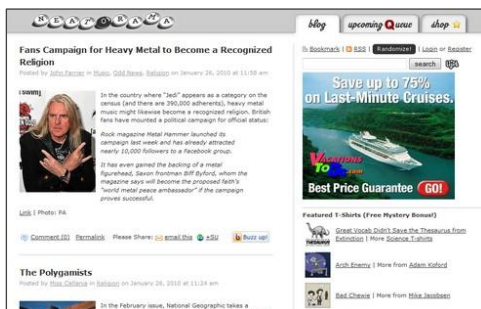 NEATORAMA
blog
upcoming Queue
shop
Bookmark | RSS | Randomize! | Login or Register
search
Fans Campaign for Heavy Metal to Become a Recognized
Religion
Posted by John Farrier in Music, Odd News, Religion on January 26, 2010 at 11:58 am
In the country where "Jedi" appears as a category on the
census (and there are 390,000 adherents), heavy metal
music might likewise become a recognized religion. British
fans have mounted a political campaign for official status:
Rock magazine Metal Hammer launched its
campaign last week and has already attracted
nearly 10,000 followers to a Facebook group.
It has even gained the backing of a metal
figurehead, Saxon frontman Biff Byford, whom the
magazine says will become the proposed faith's
"world metal peace ambassador" if the campaign
proves successful.
Link | Photo: PA
Comment (0) Permalink Please Share: email this +SU Buzz up!
The Polygamists
Posted by Miss Cellania in Religion on January 26, 2010 at 11:24 am
In the February issue, National Geographic takes a
Save up to 75%
on Last-Minute Cruises.
VACATIONS
TO GO.com
Best Price Guarantee GO!
Featured T-Shirts (Free Mystery Bonus!)
THESAURUS
Great Vocab Didn't Save the Thesaurus from
Extinction | More Science T-shirts
Arch Enemy | More from Adam Koford
Bad Chewie | More from Mike Jacobsen